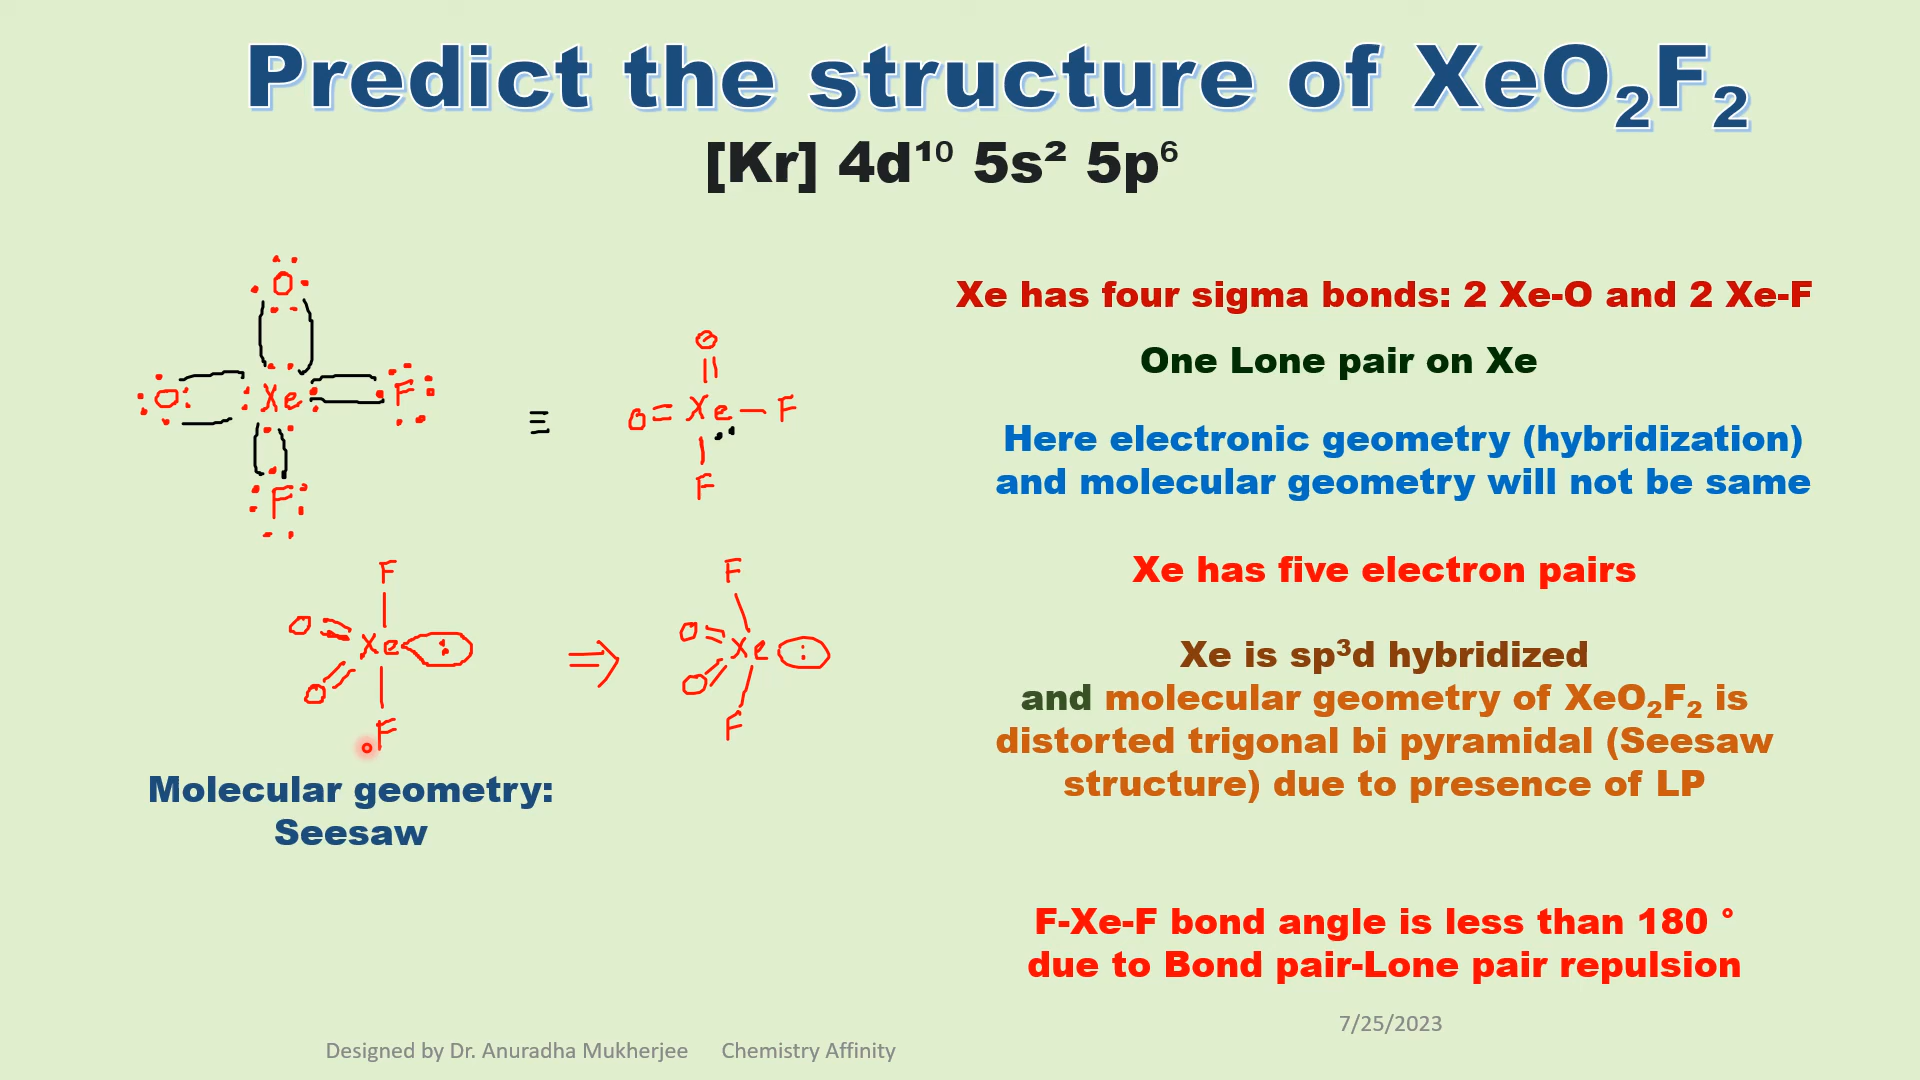 Predict the structure of XeO₂F₂
[Kr] 4d¹⁰ 5s² 5p⁶
O
O Xe F
F
≡
O
O = Xe — F
F
Xe has four sigma bonds: 2 Xe-O and 2 Xe-F
One Lone pair on Xe
Here electronic geometry (hybridization)
and molecular geometry will not be same
Xe has five electron pairs
Xe is sp³d hybridized
and molecular geometry of XeO₂F₂ is
distorted trigonal bi pyramidal (Seesaw
structure) due to presence of LP
F
O Xe :
O
F
⇒
F
O Xe :
O
F
Molecular geometry:
Seesaw
F-Xe-F bond angle is less than 180 °
due to Bond pair-Lone pair repulsion
7/25/2023
Designed by Dr. Anuradha Mukherjee Chemistry Affinity